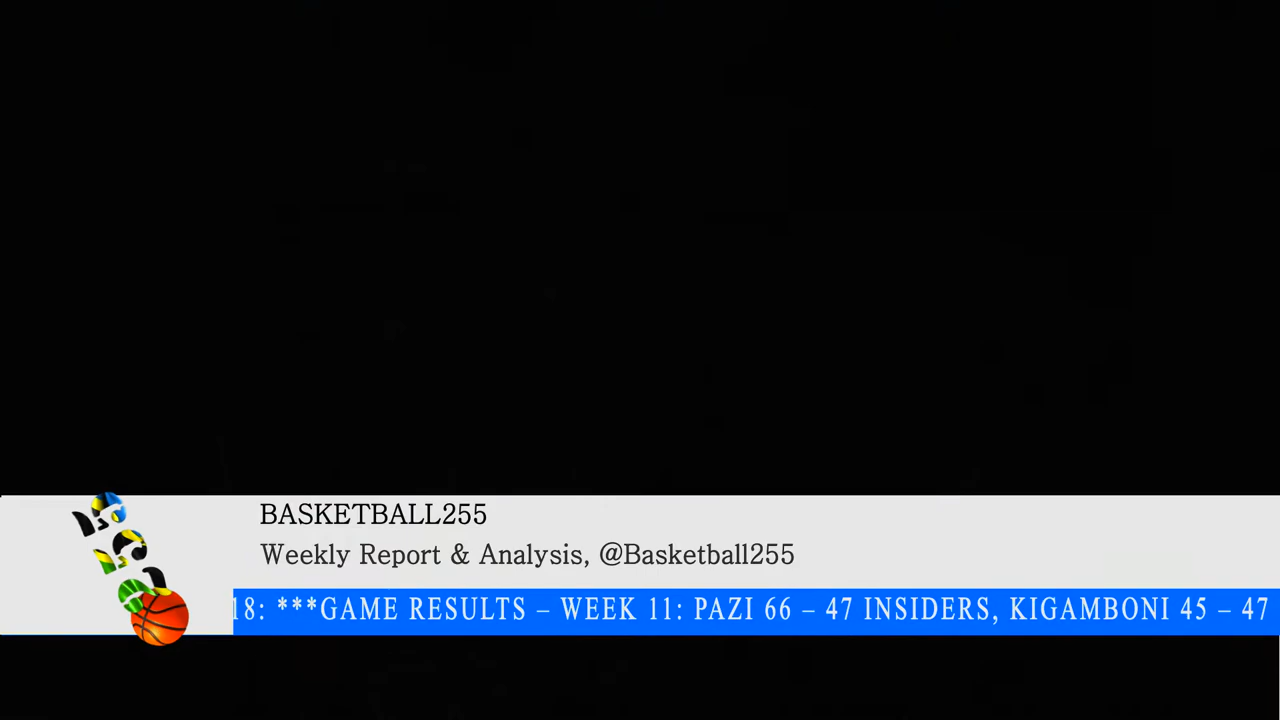 BASKETBALL255
Weekly Report & Analysis, @Basketball255
18: ***GAME RESULTS – WEEK 11: PAZI 66 – 47 INSIDERS, KIGAMBONI 45 – 47